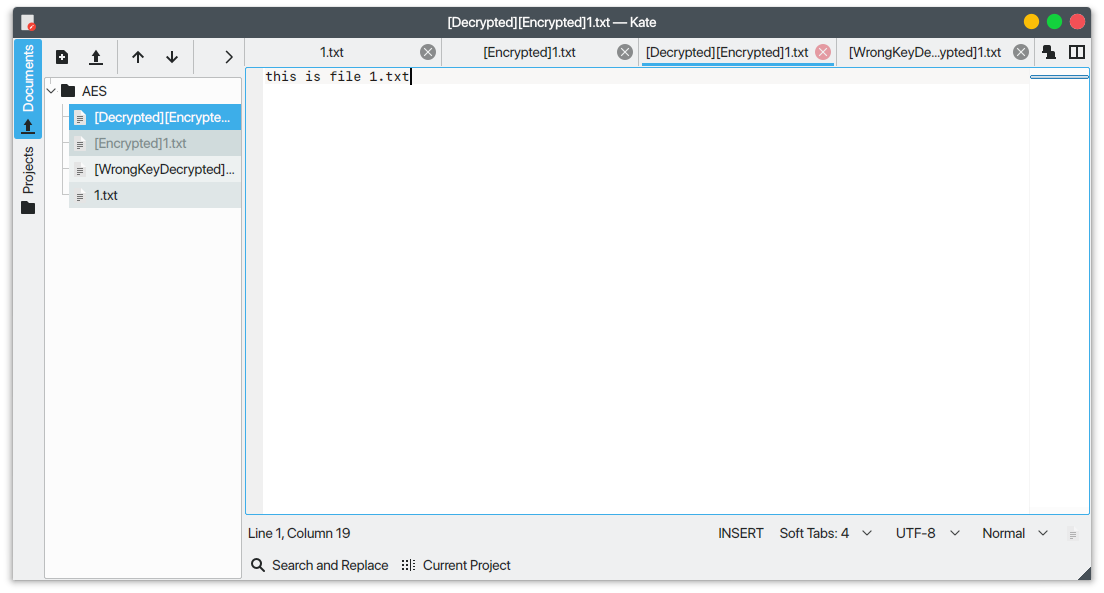 [Decrypted][Encrypted]1.txt — Kate
Documents
Projects
1.txt
[Encrypted]1.txt
[Decrypted][Encrypted]1.txt
[WrongKeyDe...ypted]1.txt
AES
[Decrypted][Encrypte...
[Encrypted]1.txt
[WrongKeyDecrypted]...
1.txt
this is file 1.txt
Line 1, Column 19
INSERT
Soft Tabs: 4
UTF-8
Normal
Search and Replace
Current Project